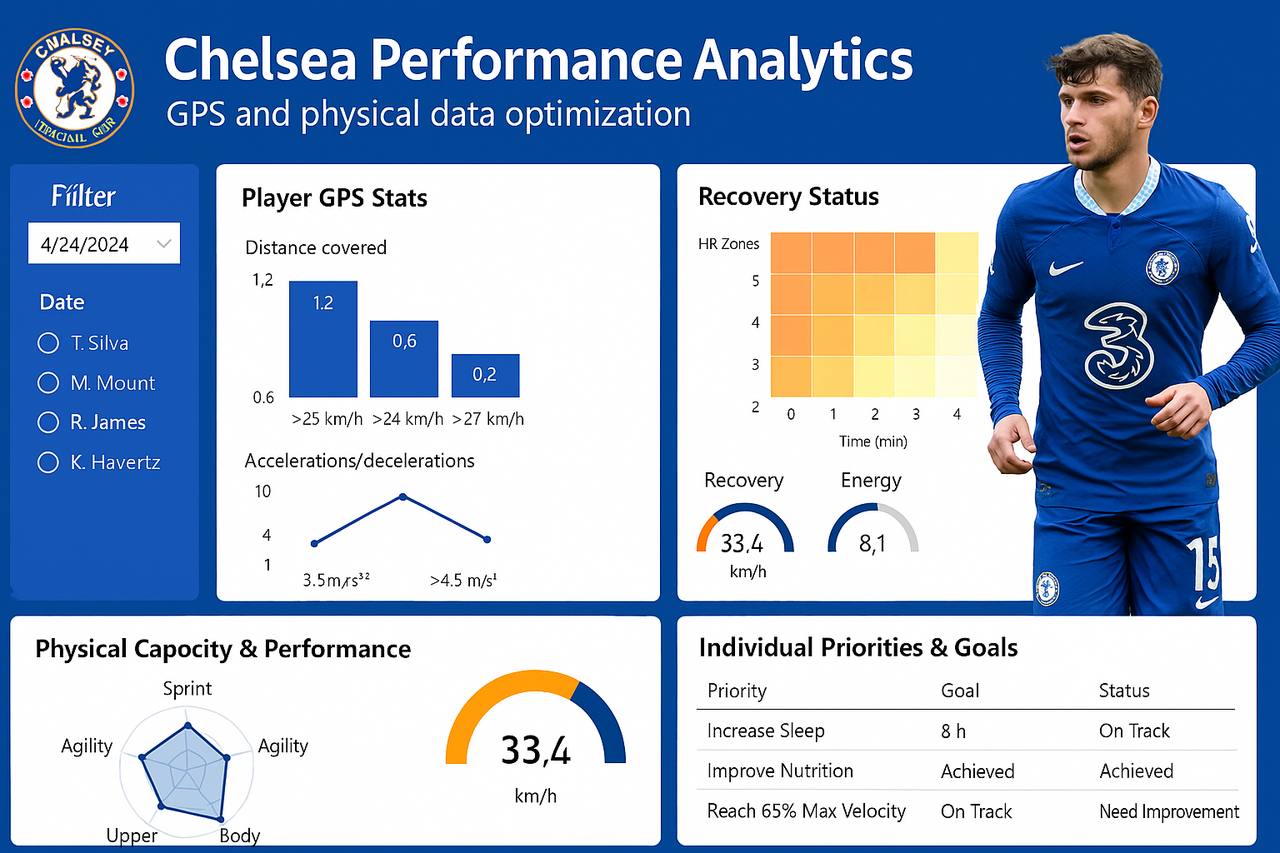 CNALSEY
Chelsea Performance Analytics
GPS and physical data optimization
Fíilter
4/24/2024
Date
T. Silva
M. Mount
R. James
K. Havertz
Player GPS Stats
Distance covered
1,2
1.2
0,6
0,2
0.6
>25 km/h >24 km/h >27 km/h
Accelerations/decelerations
10
4
1
3.5m,rs³² >4.5 m/s¹
Recovery Status
HR Zones
5
4
3
2
0 1 2 3 4
Time (min)
Recovery Energy
33,4 8,1
km/h
3
15
Physical Capocity & Performance
Sprint
Agility Agility
Upper Body
33,4
km/h
Individual Priorities & Goals
Priority Goal Status
Increase Sleep 8 h On Track
Improve Nutrition Achieved Achieved
Reach 65% Max Velocity On Track Need Improvement